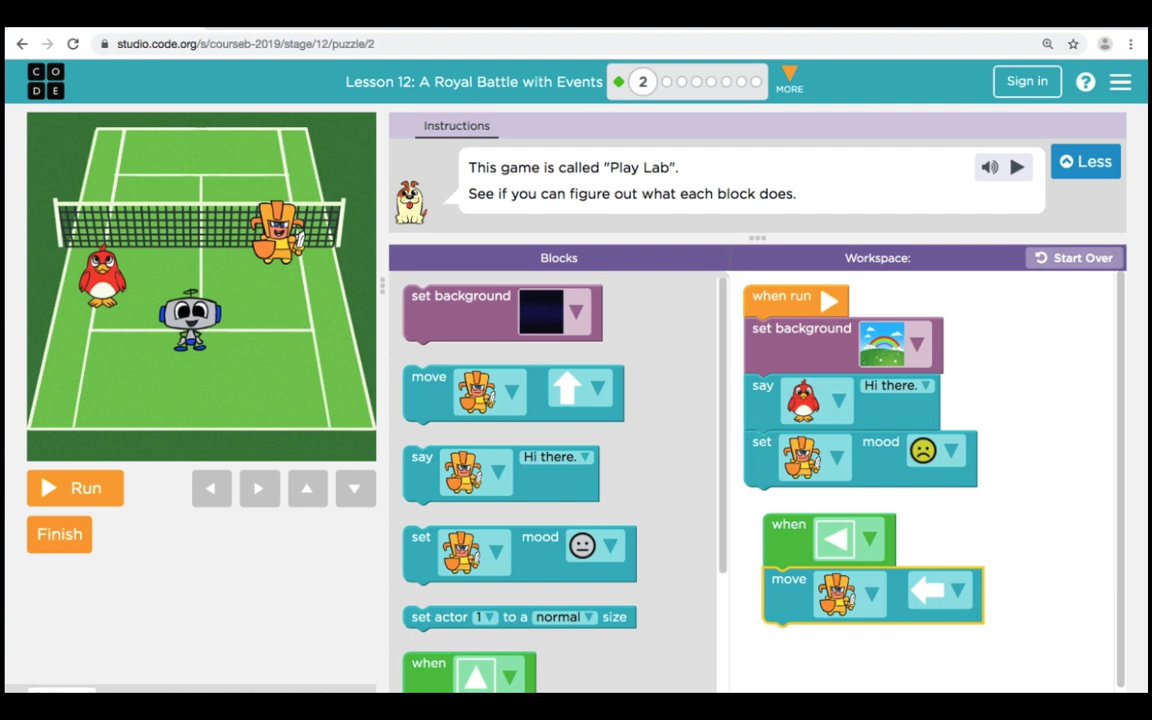 studio.code.org/s/courseb-2019/stage/12/puzzle/2
C O
D E
Lesson 12: A Royal Battle with Events
2
MORE
Sign in
?
Instructions
This game is called "Play Lab".
See if you can figure out what each block does.
Less
Blocks
Workspace:
Start Over
set background
move
say Hi there.
set mood
set actor 1 to a normal size
when
when run
set background
say Hi there.
set mood
when
move
Run
Finish